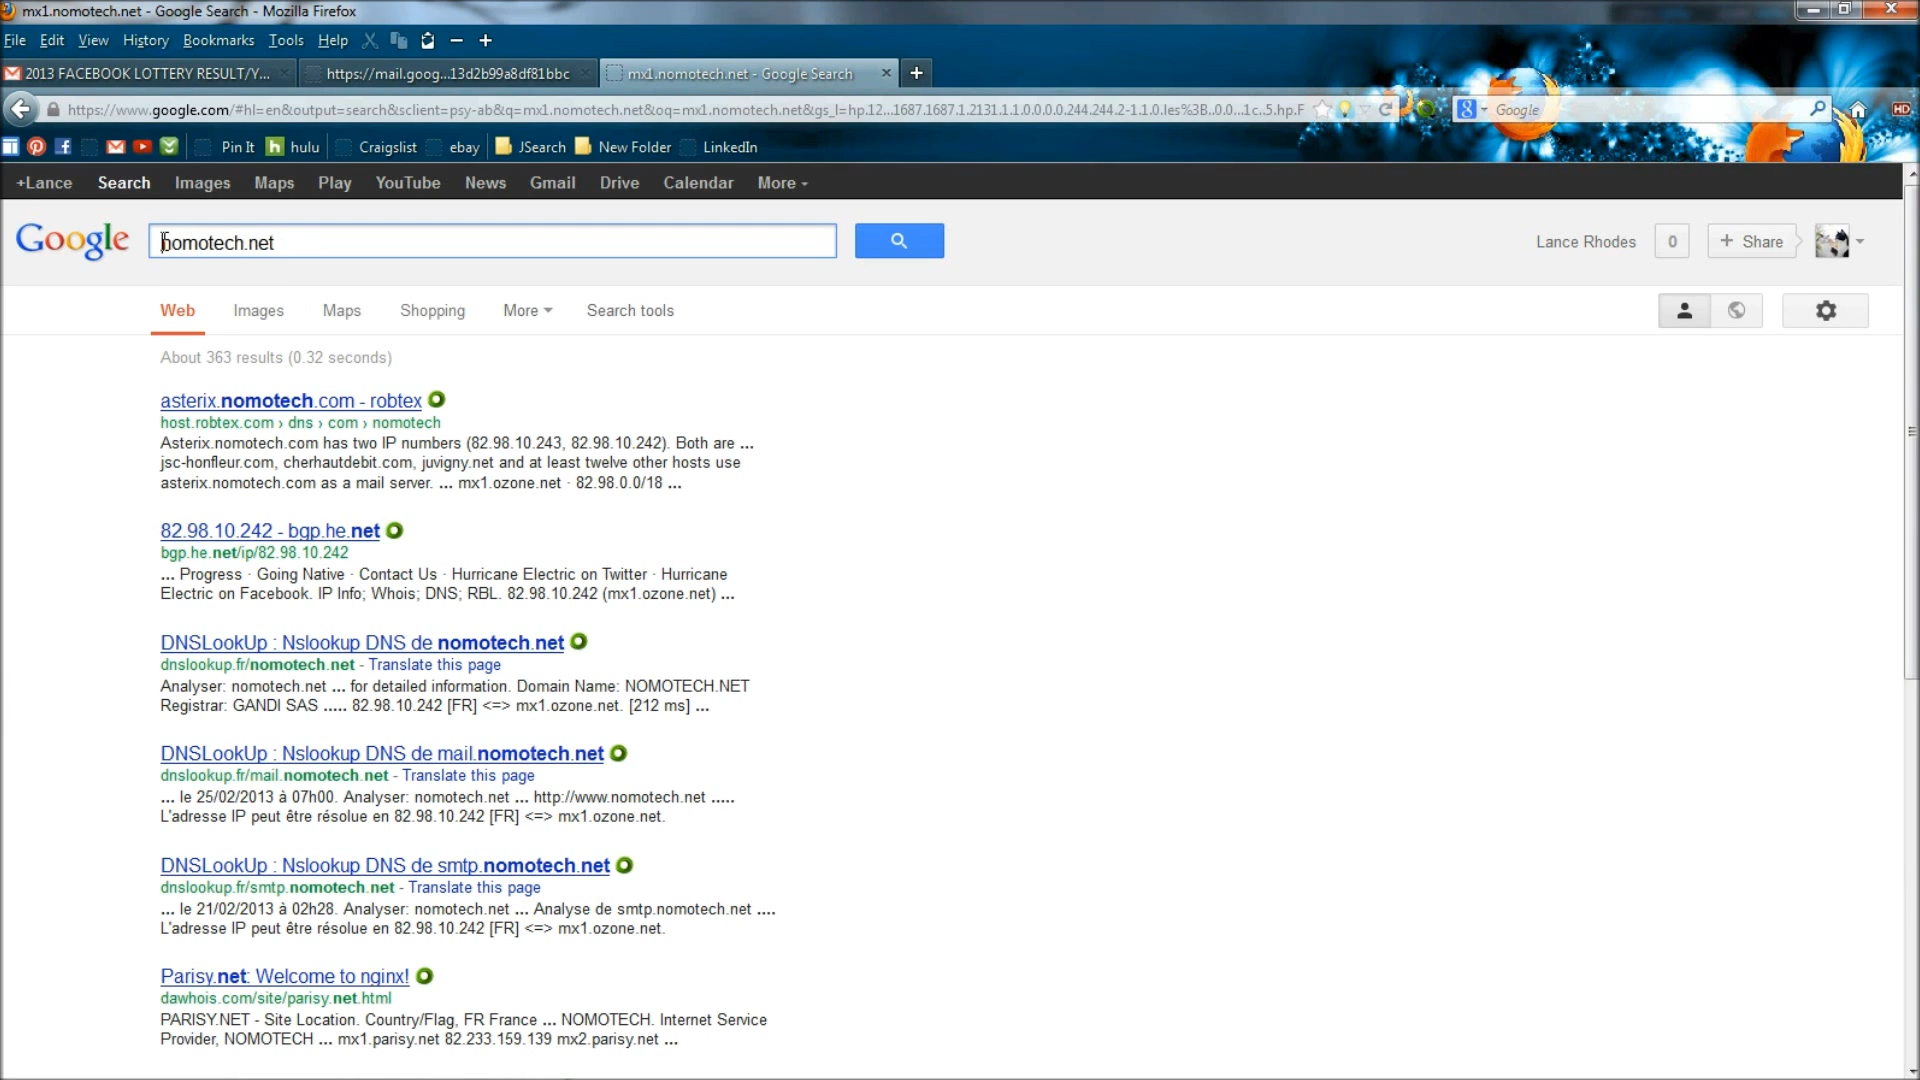 mx1.nomotech.net - Google Search - Mozilla Firefox
File Edit View History Bookmarks Tools Help
2013 FACEBOOK LOTTERY RESULT/Y... https://mail.goog...13d2b99a8df81bbc mx1.nomotech.net - Google Search
https://www.google.com/#hl=en&output=search&sclient=psy-ab&q=mx1.nomotech.net&oq=mx1.nomotech.net&gs_l=hp.12...1687.1687.1.2131.1.1.0.0.0.0.244.244.2-1.1.0.les%3B..0.0...1c..5.hp.F Google HD
Pin It hulu Craigslist ebay JSearch New Folder LinkedIn
+Lance Search Images Maps Play YouTube News Gmail Drive Calendar More
Google nomotech.net Lance Rhodes 0 + Share
Web Images Maps Shopping More Search tools
About 363 results (0.32 seconds)
asterix.nomotech.com - robtex
host.robtex.com › dns › com › nomotech
Asterix.nomotech.com has two IP numbers (82.98.10.243, 82.98.10.242). Both are ...
jsc-honfleur.com, cherhautdebit.com, juvigny.net and at least twelve other hosts use
asterix.nomotech.com as a mail server. ... mx1.ozone.net · 82.98.0.0/18 ...
82.98.10.242 - bgp.he.net
bgp.he.net/ip/82.98.10.242
... Progress · Going Native · Contact Us · Hurricane Electric on Twitter · Hurricane
Electric on Facebook. IP Info; Whois; DNS; RBL. 82.98.10.242 (mx1.ozone.net) ...
DNSLookUp : Nslookup DNS de nomotech.net
dnslookup.fr/nomotech.net - Translate this page
Analyser: nomotech.net ... for detailed information. Domain Name: NOMOTECH.NET
Registrar: GANDI SAS ..... 82.98.10.242 [FR] <=> mx1.ozone.net. [212 ms] ...
DNSLookUp : Nslookup DNS de mail.nomotech.net
dnslookup.fr/mail.nomotech.net - Translate this page
... le 25/02/2013 à 07h00. Analyser: nomotech.net ... http://www.nomotech.net .....
L'adresse IP peut être résolue en 82.98.10.242 [FR] <=> mx1.ozone.net.
DNSLookUp : Nslookup DNS de smtp.nomotech.net
dnslookup.fr/smtp.nomotech.net - Translate this page
... le 21/02/2013 à 02h28. Analyser: nomotech.net ... Analyse de smtp.nomotech.net ....
L'adresse IP peut être résolue en 82.98.10.242 [FR] <=> mx1.ozone.net.
Parisy.net: Welcome to nginx!
dawhois.com/site/parisy.net.html
PARISY.NET - Site Location. Country/Flag, FR France ... NOMOTECH. Internet Service
Provider, NOMOTECH ... mx1.parisy.net 82.233.159.139 mx2.parisy.net ...